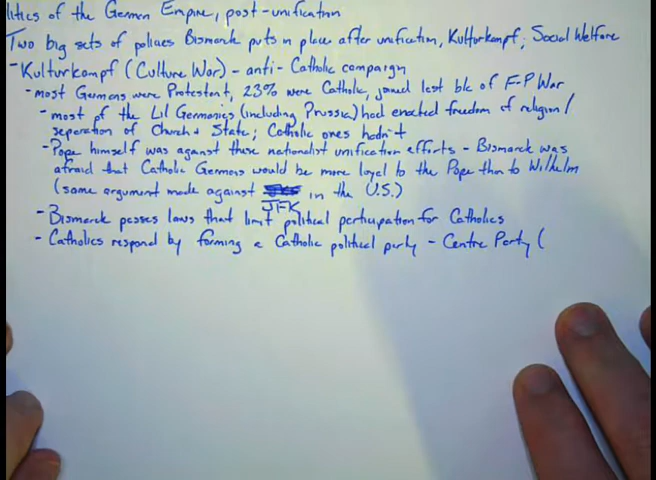 litics of the German Empire, post-unification
Two big sets of policies Bismarck puts in place after unification, Kulturkampf; Social Welfare
- Kulturkampf (Culture War) - anti-Catholic campaign
- most Germans were Protestant, 23% were Catholic, joined last b/c of F-P War
- most of the Lil Germanies (including Prussia) had enacted freedom of religion/
separation of Church + State; Catholic ones hadn't
- Pope himself was against these nationalist unification efforts - Bismarck was
afraid that Catholic Germans would be more loyal to the Pope than to Wilhelm
(same argument made against in the U.S.)
JFK
- Bismarck passes laws that limit political participation for Catholics
- Catholics respond by forming a Catholic political party - Centre Party (